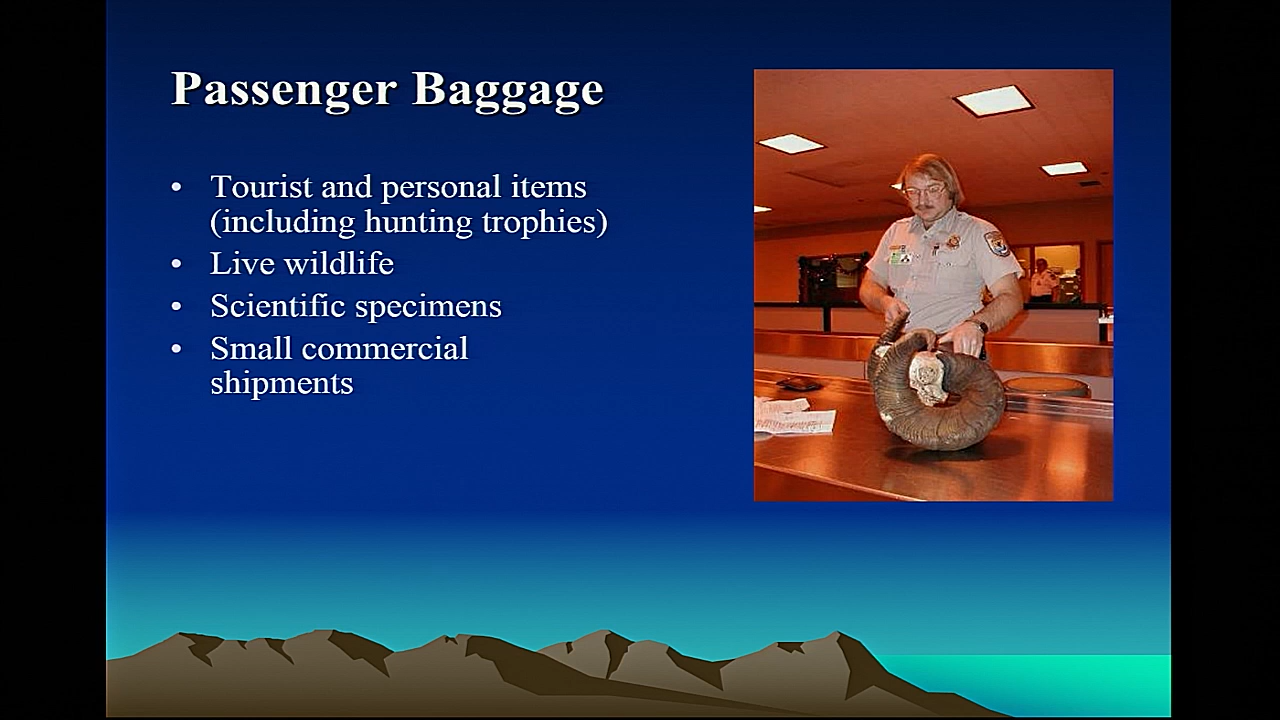 Passenger Baggage
• Tourist and personal items
(including hunting trophies)
• Live wildlife
• Scientific specimens
• Small commercial
shipments